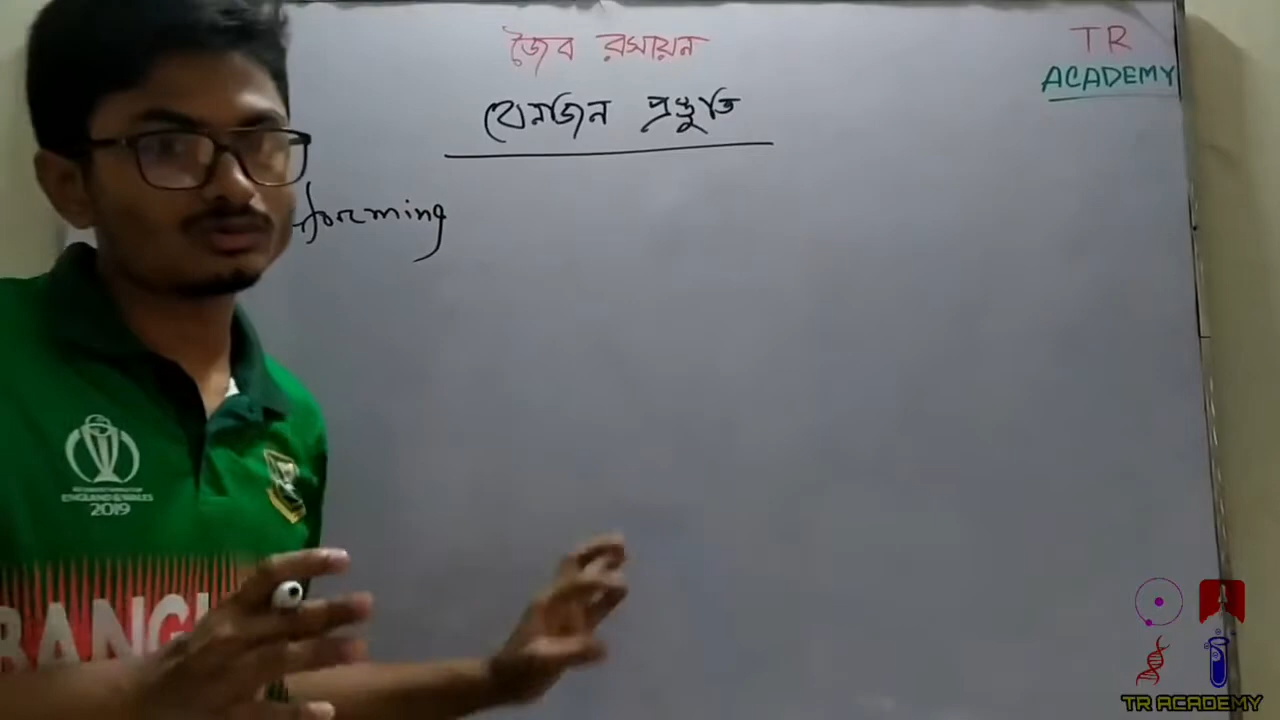 জৈব রসায়ন
TR
ACADEMY
বেনজিন প্রস্তুতি
forming
ENGLAND & WALES
2019
BANG
TR ACADEMY